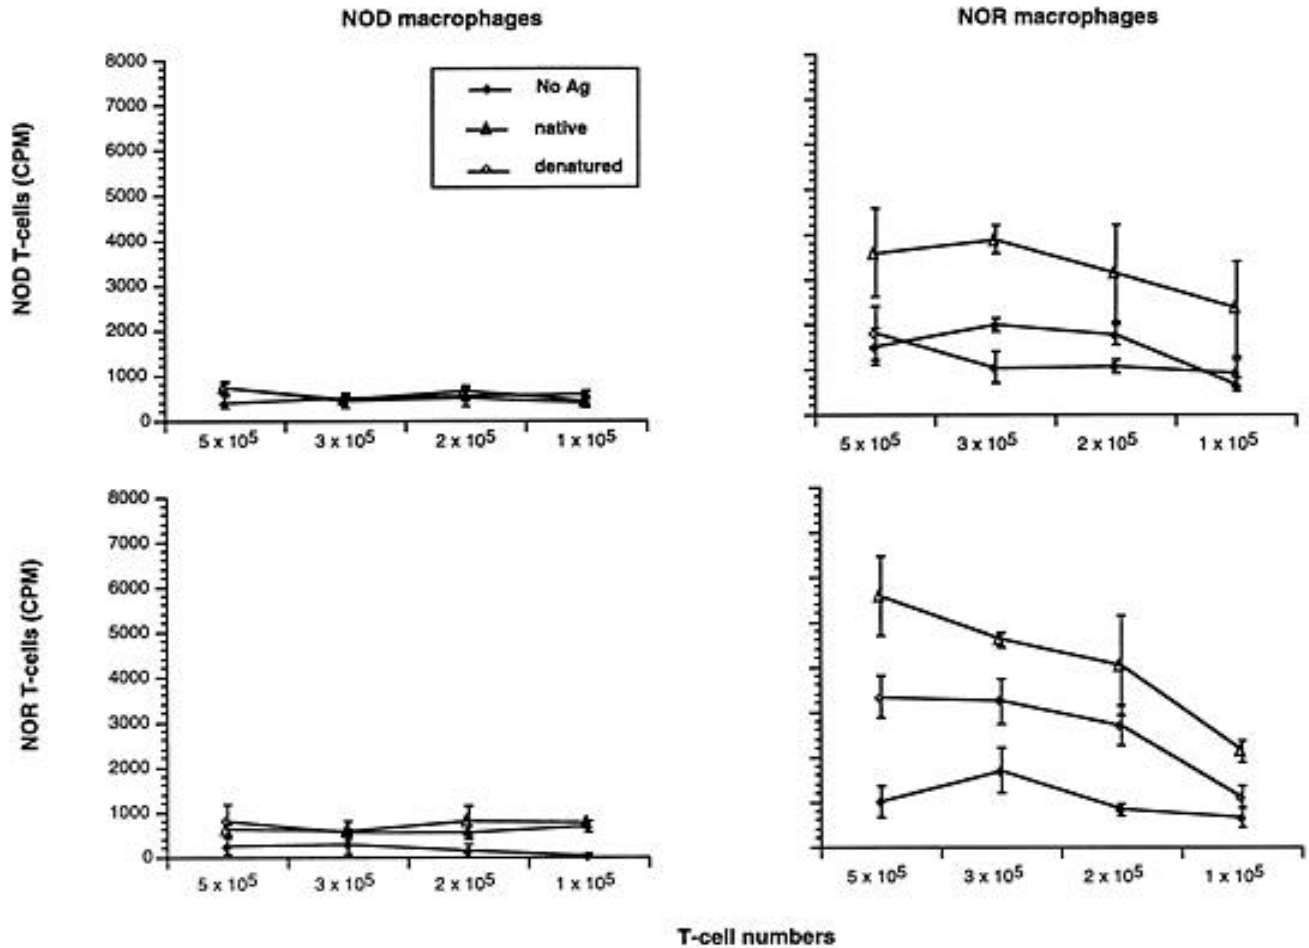 NOD macrophages
NOR macrophages
NOD T-cells (CPM)
8000
7000
6000
5000
4000
3000
2000
1000
0
No Ag
native
denatured
5 x 10⁵ 3 x 10⁵ 2 x 10⁵ 1 x 10⁵
5 x 10⁵ 3 x 10⁵ 2 x 10⁵ 1 x 10⁵
NOR T-cells (CPM)
8000
7000
6000
5000
4000
3000
2000
1000
0
5 x 10⁵ 3 x 10⁵ 2 x 10⁵ 1 x 10⁵
5 x 10⁵ 3 x 10⁵ 2 x 10⁵ 1 x 10⁵
T-cell numbers